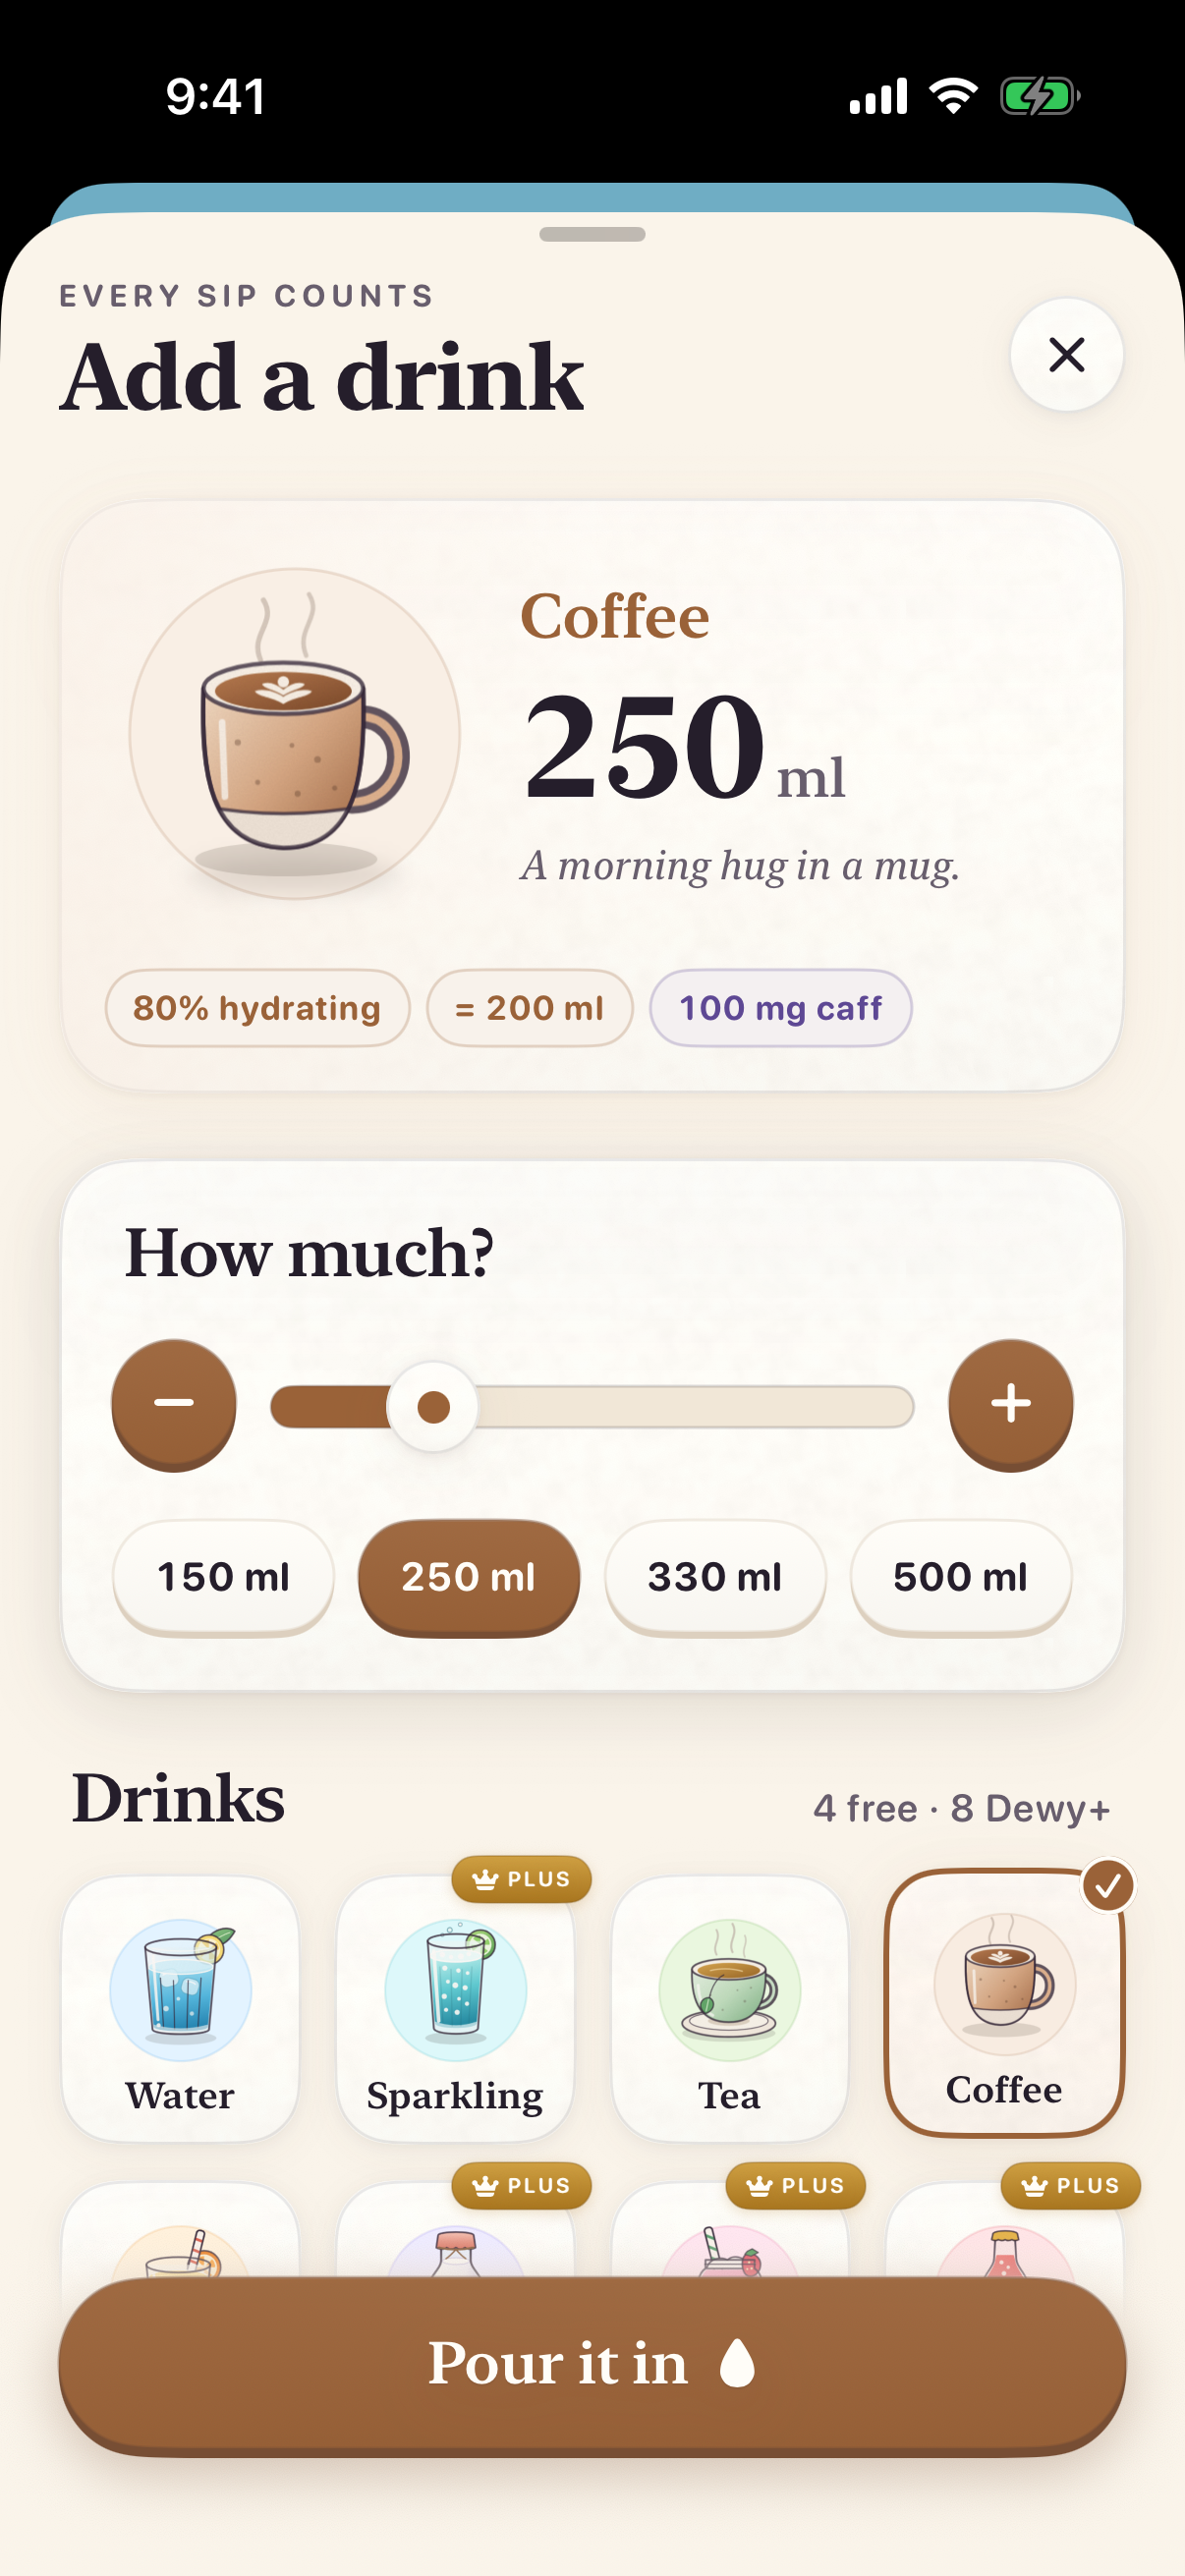 9:41
EVERY SIP COUNTS
Add a drink
Coffee
250 ml
A morning hug in a mug.
80% hydrating
= 200 ml
100 mg caff
How much?
150 ml
250 ml
330 ml
500 ml
Drinks
4 free · 8 Dewy+
PLUS
Water
Sparkling
Tea
Coffee
PLUS
PLUS
PLUS
Pour it in